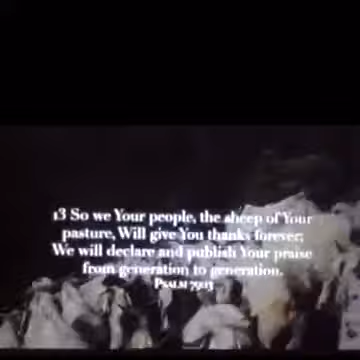 13 So we Your people, the sheep of Your
pasture, Will give You thanks forever;
We will declare and publish Your praise
from generation to generation.
Psalm 79:13